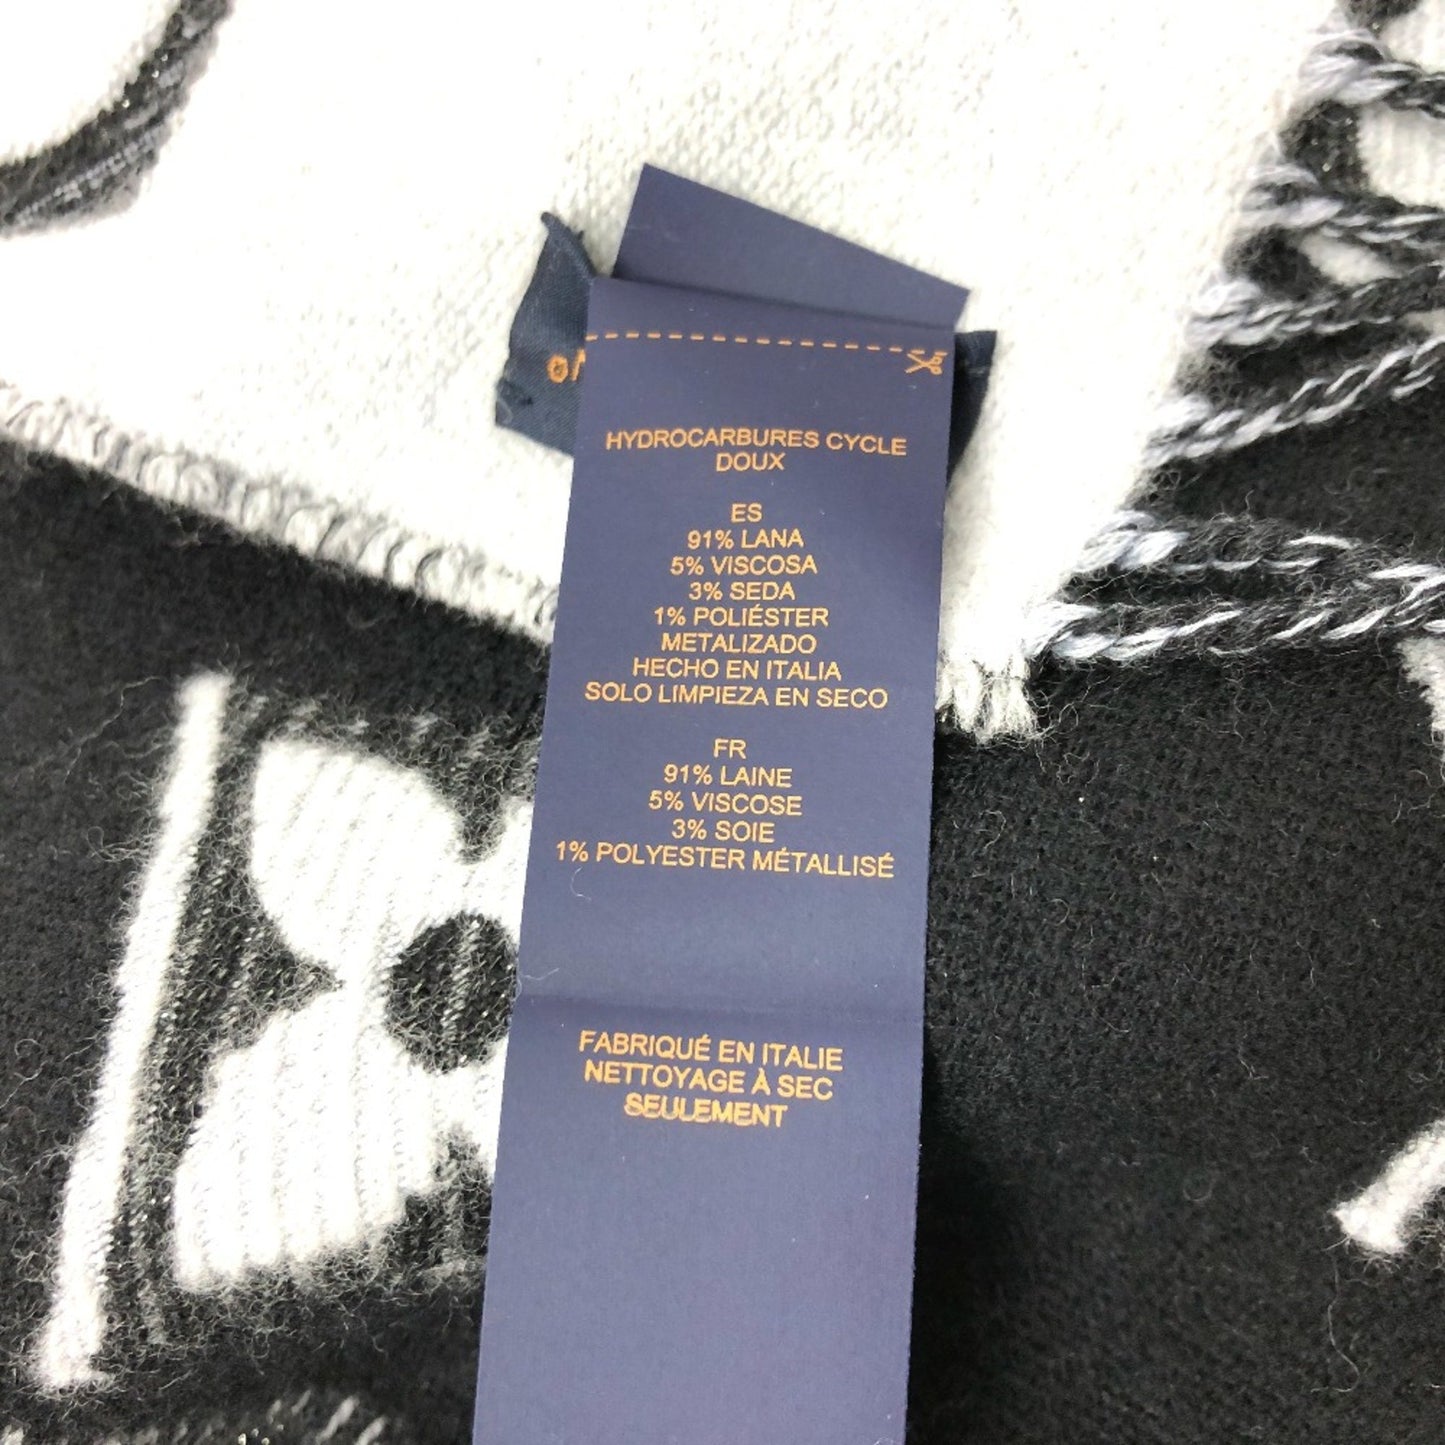 HYDROCARBURES CYCLE
DOUX
ES
91% LANA
5% VISCOSA
3% SEDA
1% POLIÉSTER
METALIZADO
HECHO EN ITALIA
SOLO LIMPIEZA EN SECO
FR
91% LAINE
5% VISCOSE
3% SOIE
1% POLYESTER MÉTALLISÉ
FABRIQUÉ EN ITALIE
NETTOYAGE À SEC
SEULEMENT